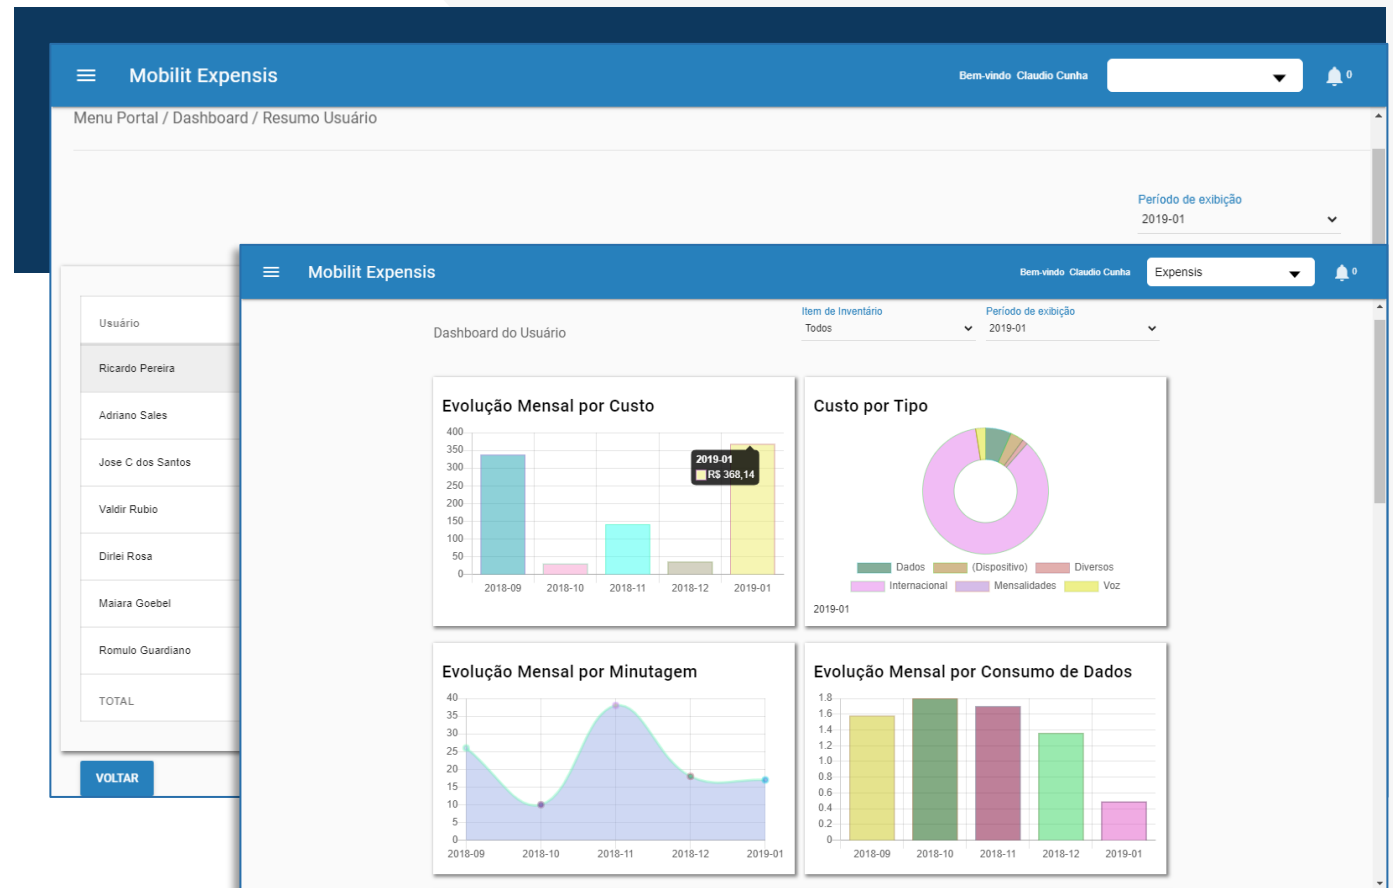 Mobilit Expensis
Bem-vindo Claudio Cunha
0
Menu Portal / Dashboard / Resumo Usuário
Período de exibição
2019-01
Usuário
Ricardo Pereira
Adriano Sales
Jose C dos Santos
Valdir Rubio
Dirlei Rosa
Maiara Goebel
Romulo Guardiano
TOTAL
VOLTAR
Mobilit Expensis
Bem-vindo Claudio Cunha
Expensis
0
Dashboard do Usuário
Item de Inventário
Todos
Período de exibição
2019-01
Evolução Mensal por Custo
400
350
300
250
200
150
100
50
0
2019-01
R$ 368,14
2018-09 2018-10 2018-11 2018-12 2019-01
Custo por Tipo
Dados (Dispositivo) Diversos
Internacional Mensalidades Voz
2019-01
Evolução Mensal por Minutagem
40
35
30
25
20
15
10
5
0
2018-09 2018-10 2018-11 2018-12 2019-01
Evolução Mensal por Consumo de Dados
1.8
1.6
1.4
1.2
1.0
0.8
0.6
0.4
0.2
0
2018-09 2018-10 2018-11 2018-12 2019-01